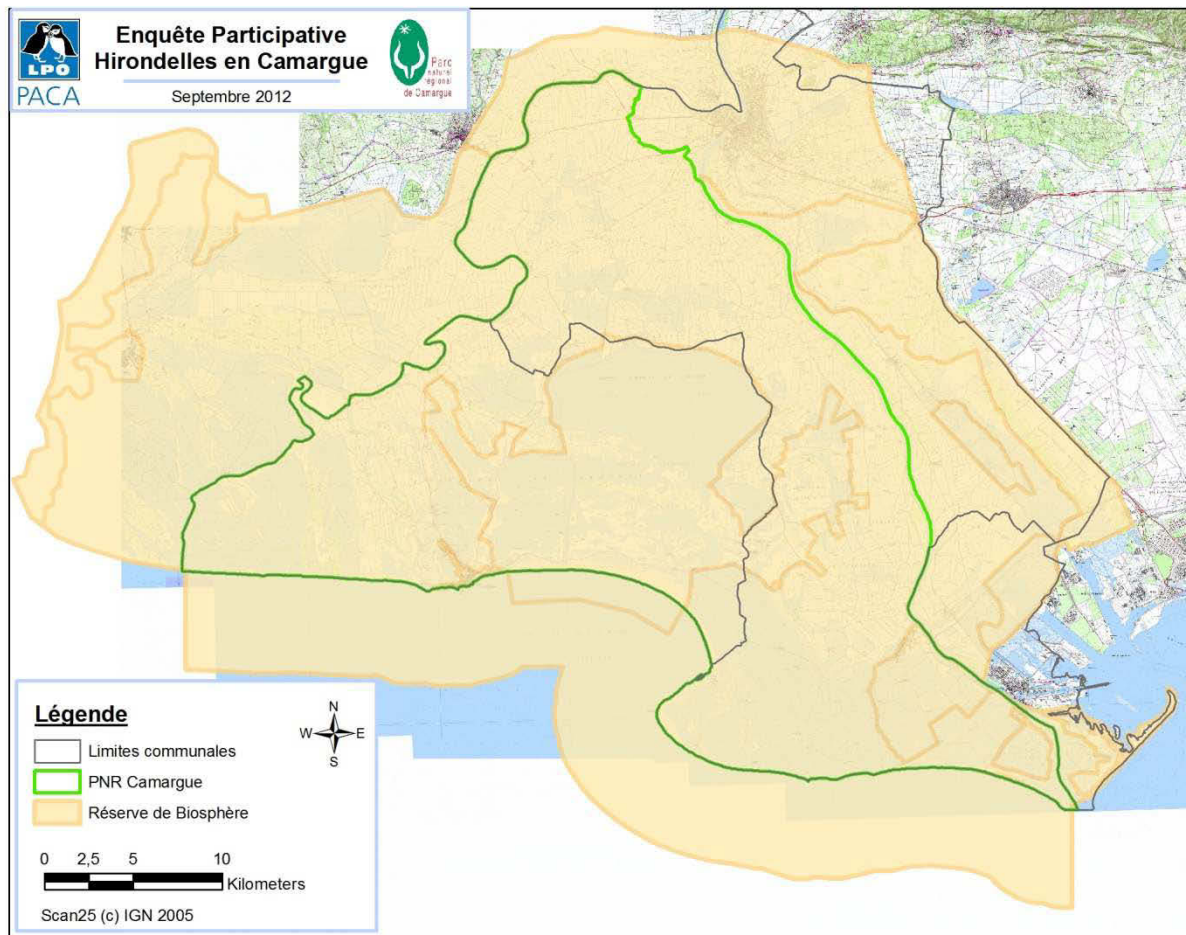 Enquête Participative
Hirondelles en Camargue
Septembre 2012
LPO
PACA
Parc
naturel
régional
de Camargue
Légende
N
W E
S
Limites communales
PNR Camargue
Réserve de Biosphère
0 2,5 5 10
Kilometers
Scan25 (c) IGN 2005